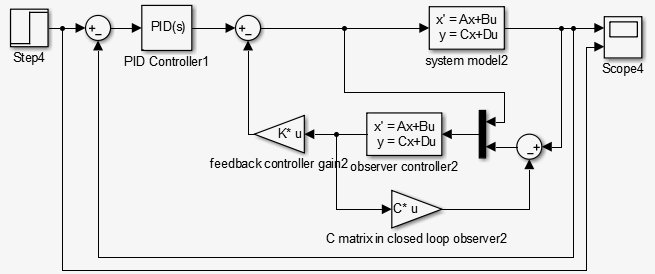 Step4
+
−
PID(s)
PID Controller1
+
−
x' = Ax+Bu
y = Cx+Du
system model2
Scope4
K* u
feedback controller gain2
x' = Ax+Bu
y = Cx+Du
observer controller2
−
+
C* u
C matrix in closed loop observer2